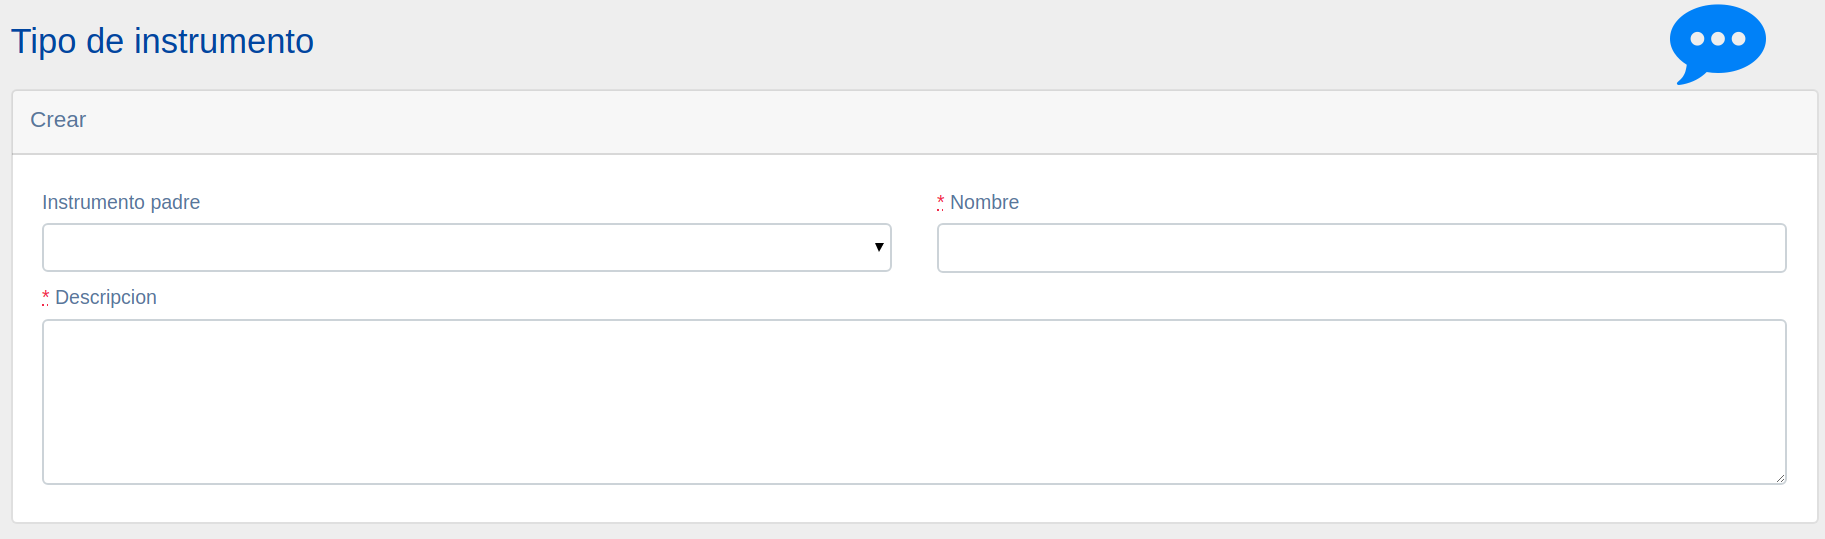 Tipo de instrumento
Crear
Instrumento padre
* Nombre
* Descripcion